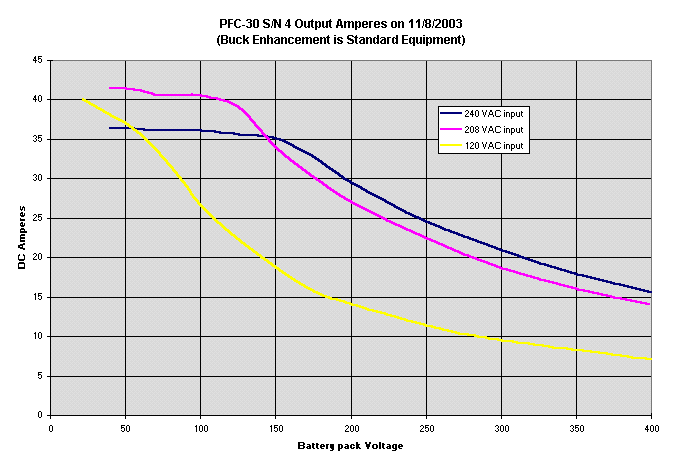 PFC-30 S/N 4 Output Amperes on 11/8/2003
(Buck Enhancement is Standard Equipment)
45
40
35
30
25
20
15
10
5
0
DC Amperes
240 VAC input
208 VAC input
120 VAC input
0 50 100 150 200 250 300 350 400
Battery pack Voltage